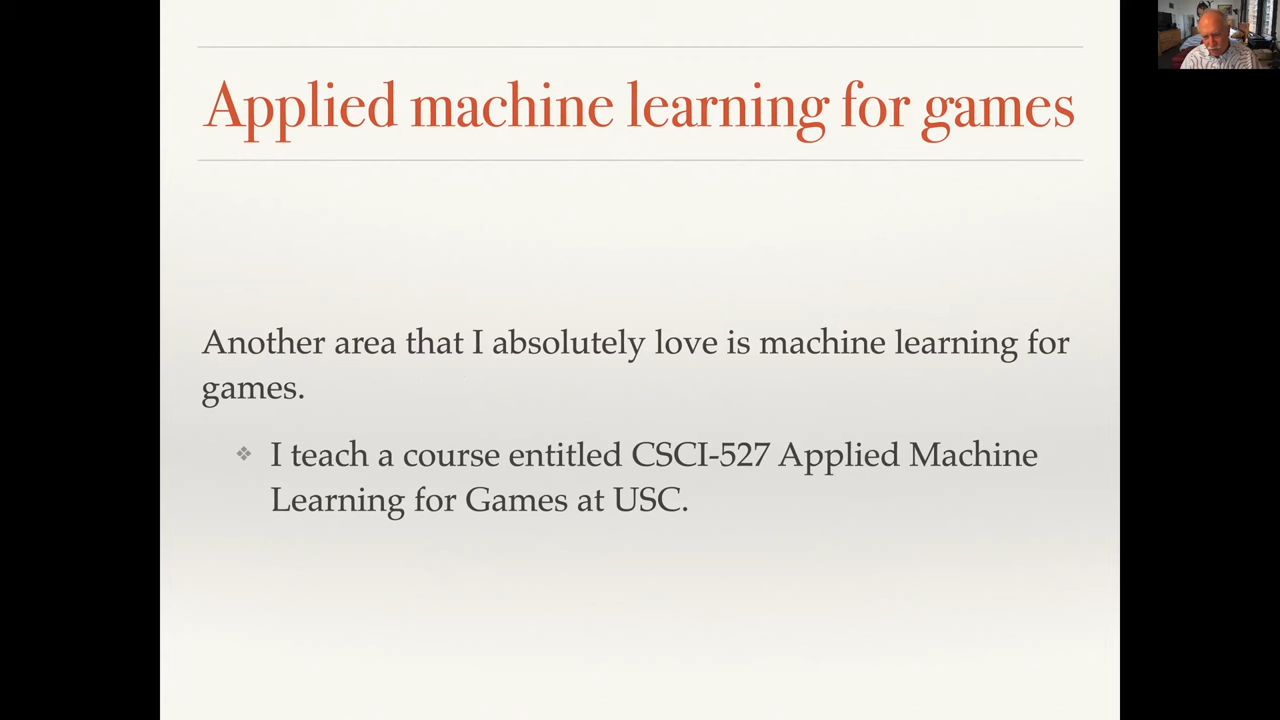 Applied machine learning for games
Another area that I absolutely love is machine learning for
games.
❖ I teach a course entitled CSCI-527 Applied Machine
Learning for Games at USC.